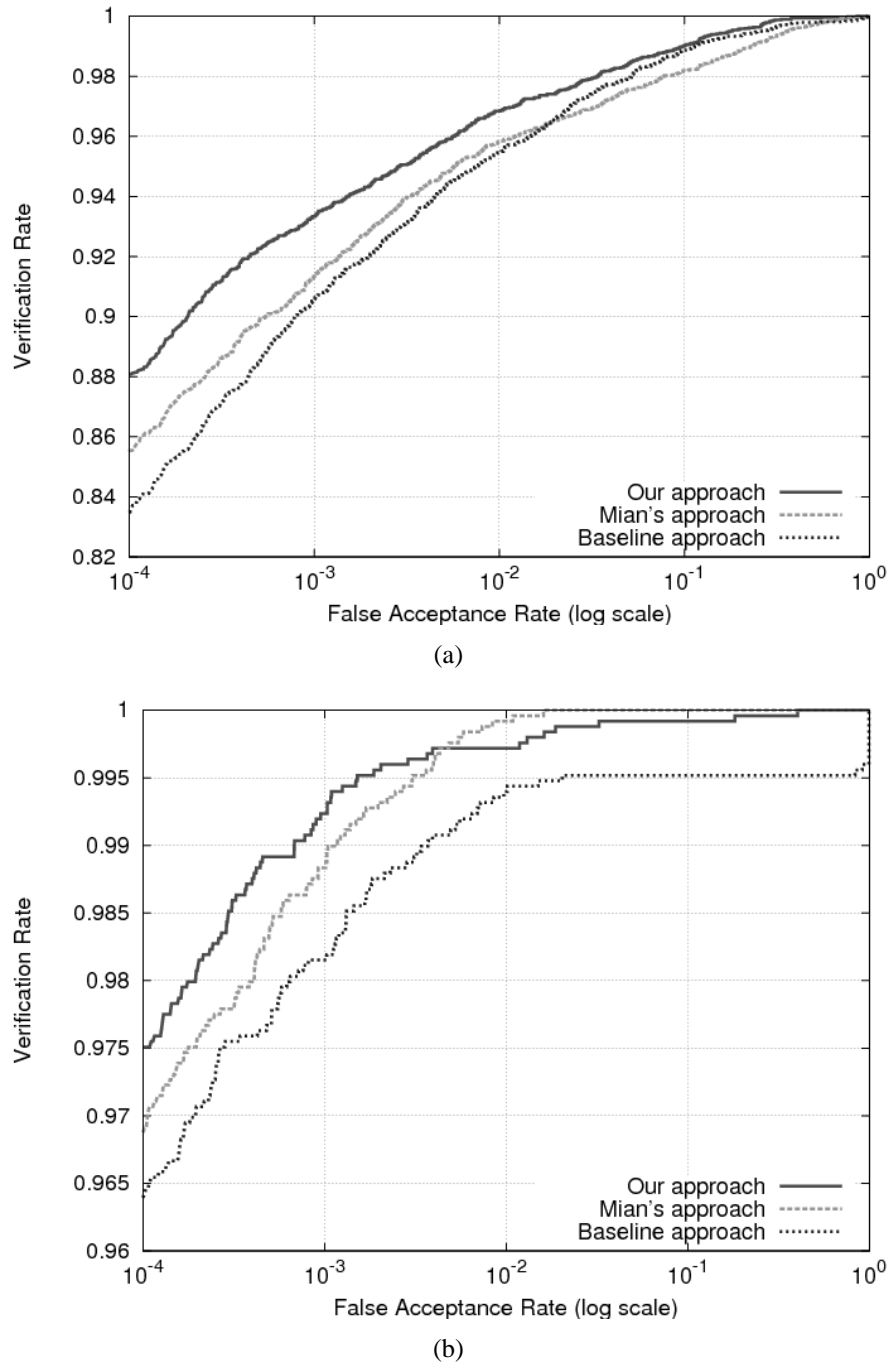 1
0.98
0.96
0.94
0.92
0.9
0.88
0.86
0.84
0.82
Verification Rate
Our approach
Mian's approach
Baseline approach
10^-4 10^-3 10^-2 10^-1 10^0
False Acceptance Rate (log scale)
(a)
1
0.995
0.99
0.985
0.98
0.975
0.97
0.965
0.96
Verification Rate
Our approach
Mian's approach
Baseline approach
10^-4 10^-3 10^-2 10^-1 10^0
False Acceptance Rate (log scale)
(b)